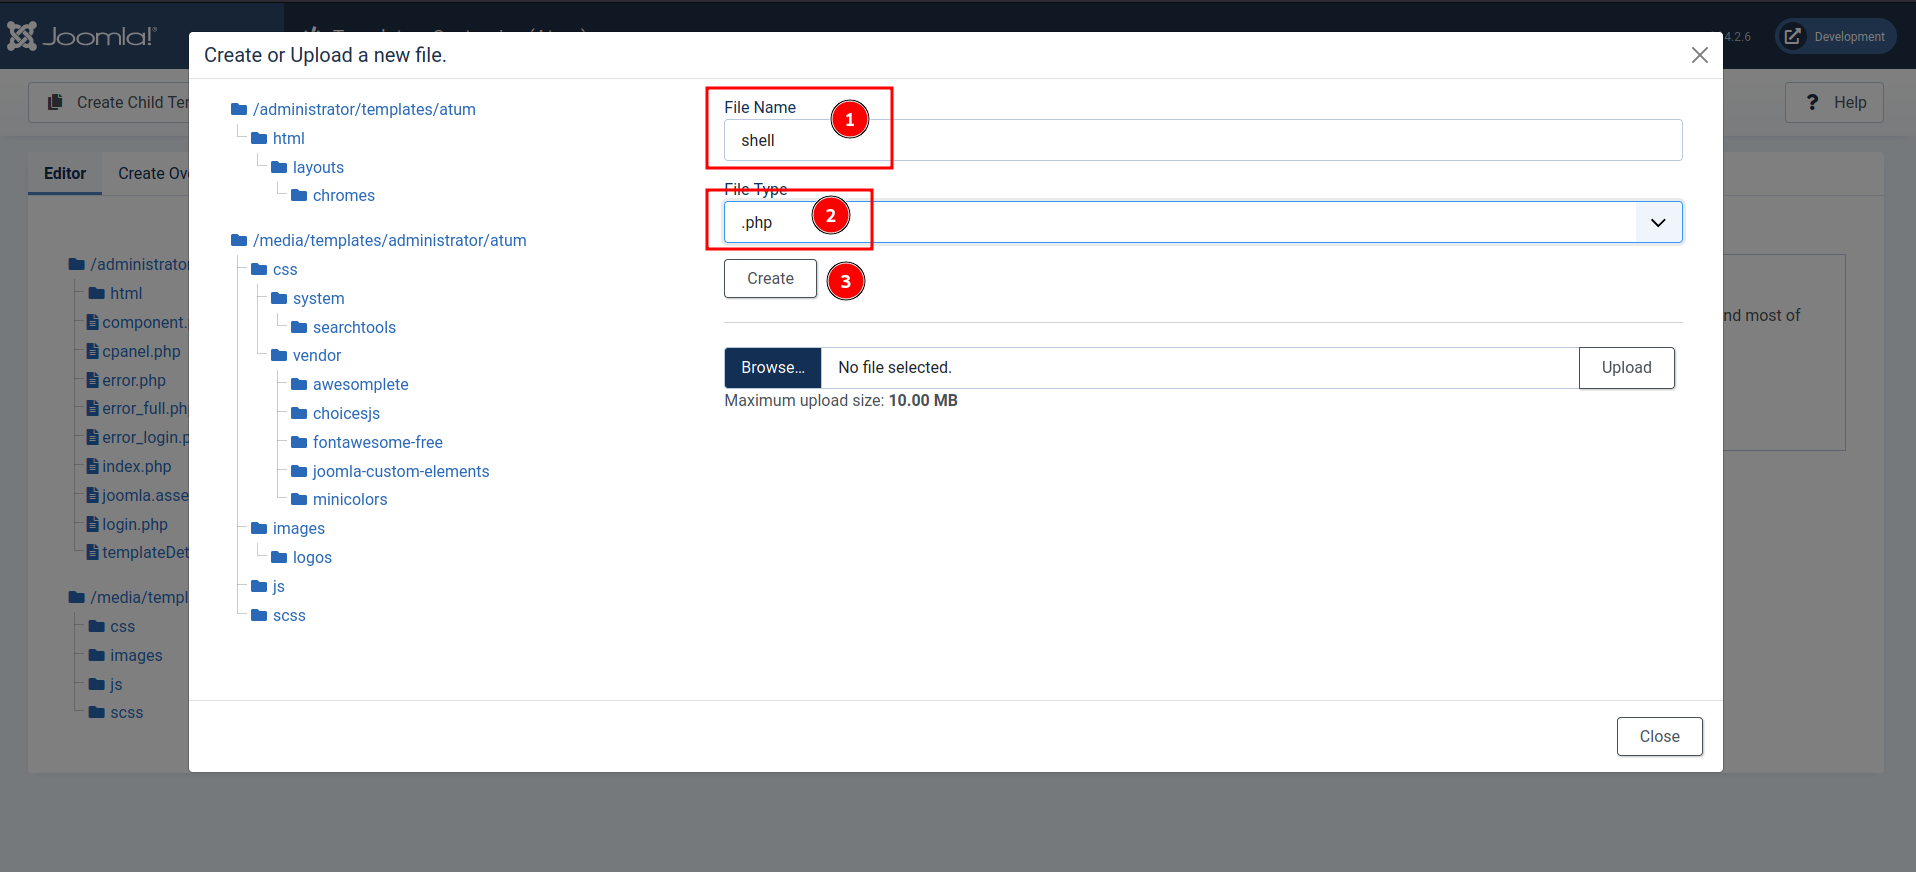 Joomla!®
4.2.6
Development
Create or Upload a new file.
Create Child Te
Help
Editor
Create Ov
/administrator
html
component.
cpanel.php
error.php
error_full.ph
error_login.p
index.php
joomla.asse
login.php
templateDet
/media/templ
css
images
js
scss
/administrator/templates/atum
html
layouts
chromes
/media/templates/administrator/atum
css
system
searchtools
vendor
awesomplete
choicesjs
fontawesome-free
joomla-custom-elements
minicolors
images
logos
js
scss
File Name
1
shell
File Type
2
.php
Create
3
Browse...
No file selected.
Upload
Maximum upload size: 10.00 MB
nd most of
Close